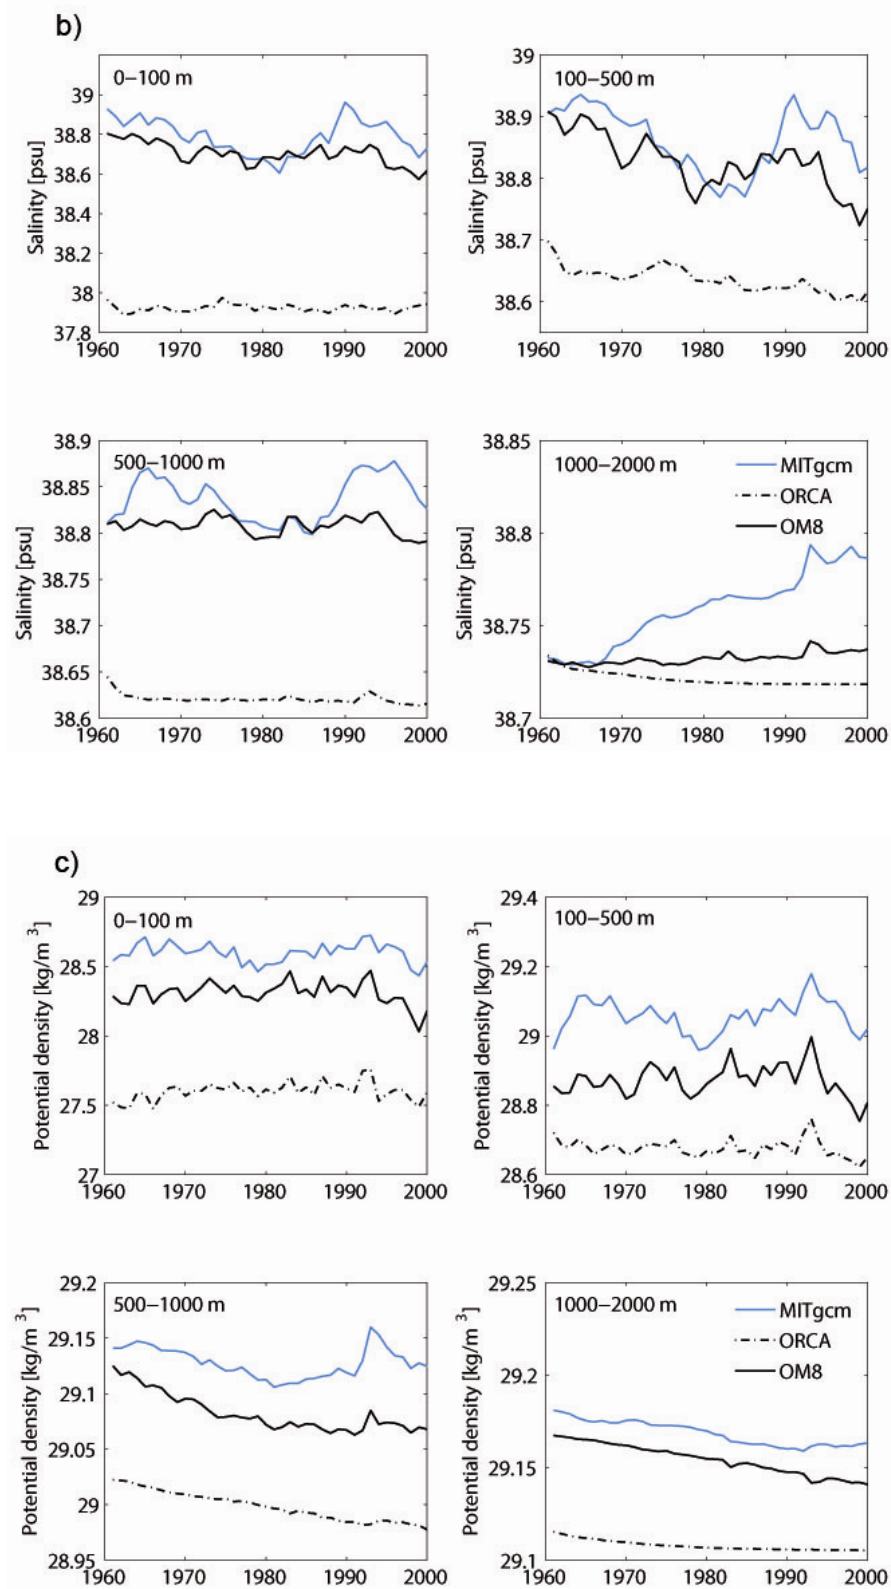 b)
0–100 m
Salinity [psu]
39
38.8
38.6
38.4
38.2
38
37.8
1960 1970 1980 1990 2000
100–500 m
Salinity [psu]
39
38.9
38.8
38.7
38.6
1960 1970 1980 1990 2000
500–1000 m
Salinity [psu]
38.9
38.85
38.8
38.75
38.7
38.65
38.6
1960 1970 1980 1990 2000
1000–2000 m
MITgcm
ORCA
OM8
Salinity [psu]
38.85
38.8
38.75
38.7
1960 1970 1980 1990 2000
c)
0–100 m
Potential density [kg/m³]
29
28.5
28
27.5
27
1960 1970 1980 1990 2000
100–500 m
Potential density [kg/m³]
29.4
29.2
29
28.8
28.6
1960 1970 1980 1990 2000
500–1000 m
Potential density [kg/m³]
29.2
29.15
29.1
29.05
29
28.95
1960 1970 1980 1990 2000
1000–2000 m
MITgcm
ORCA
OM8
Potential density [kg/m³]
29.25
29.2
29.15
29.1
1960 1970 1980 1990 2000